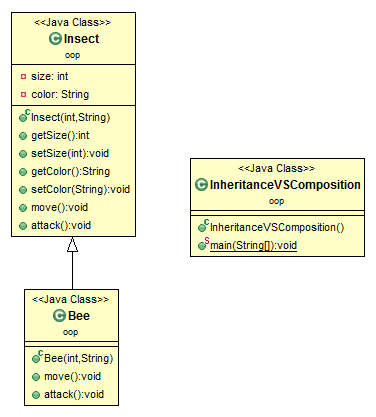 <<Java Class>>
Insect
oop
size: int
color: String
Insect(int,String)
getSize():int
setSize(int):void
getColor():String
setColor(String):void
move():void
attack():void
<<Java Class>>
InheritanceVSComposition
oop
InheritanceVSComposition()
main(String[]):void
<<Java Class>>
Bee
oop
Bee(int,String)
move():void
attack():void